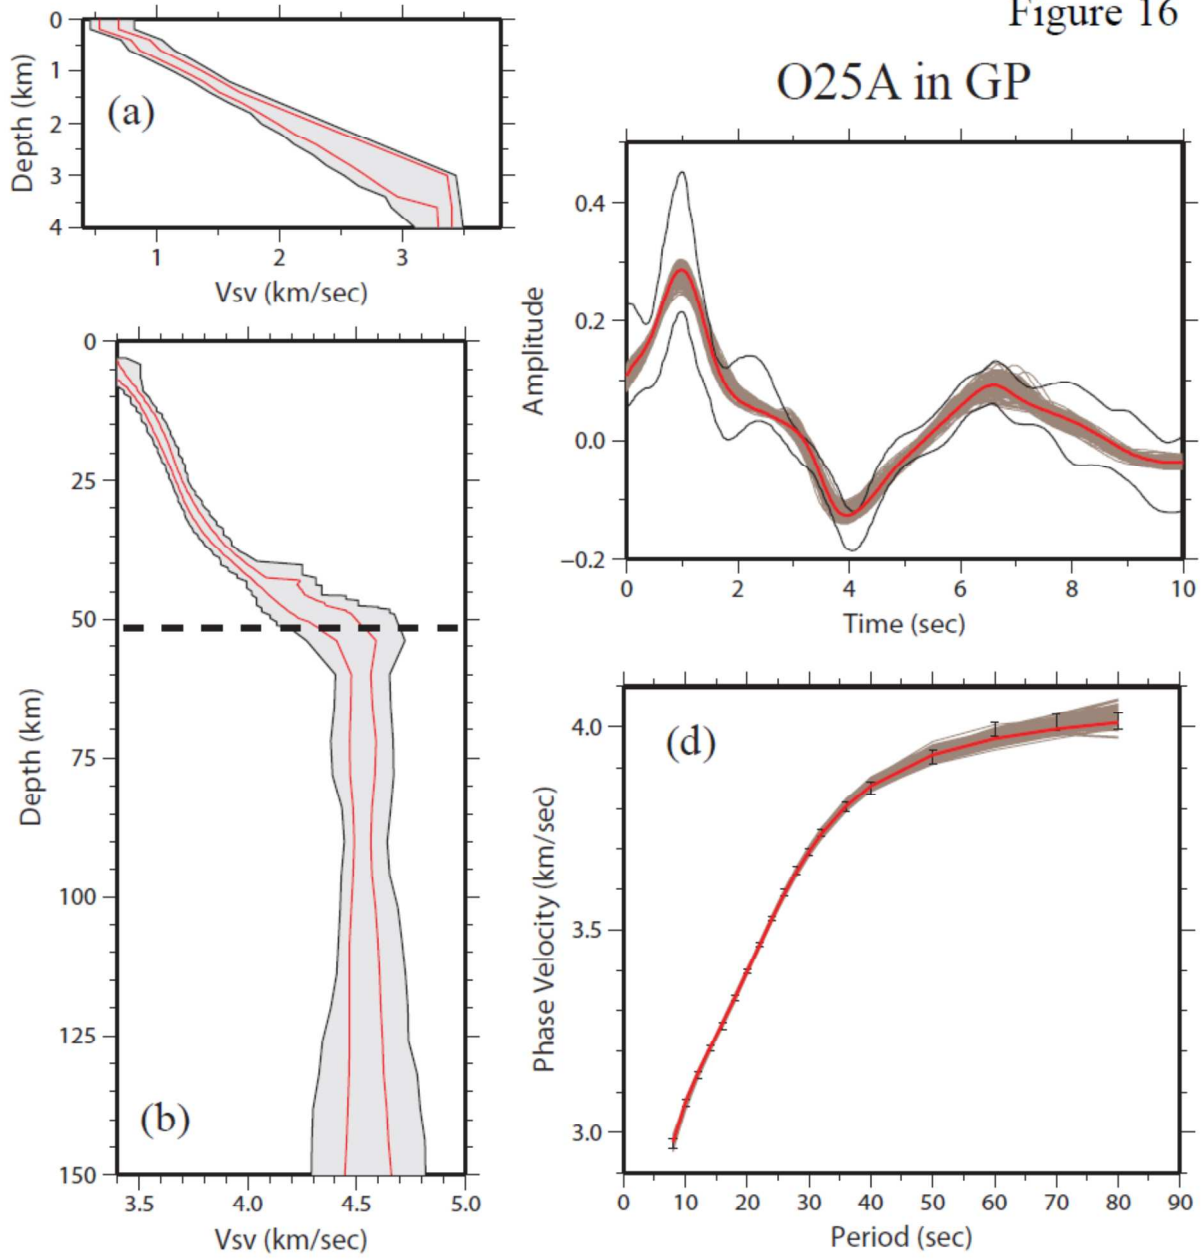 Figure 16
O25A in GP
0
1
2
3
4
Depth (km)
(a)
1 2 3
Vsv (km/sec)
0
25
50
75
100
125
150
Depth (km)
(b)
3.5 4.0 4.5 5.0
Vsv (km/sec)
0.4
0.2
0.0
−0.2
Amplitude
0 2 4 6 8 10
Time (sec)
4.0
3.5
3.0
Phase Velocity (km/sec)
(d)
0 10 20 30 40 50 60 70 80 90
Period (sec)